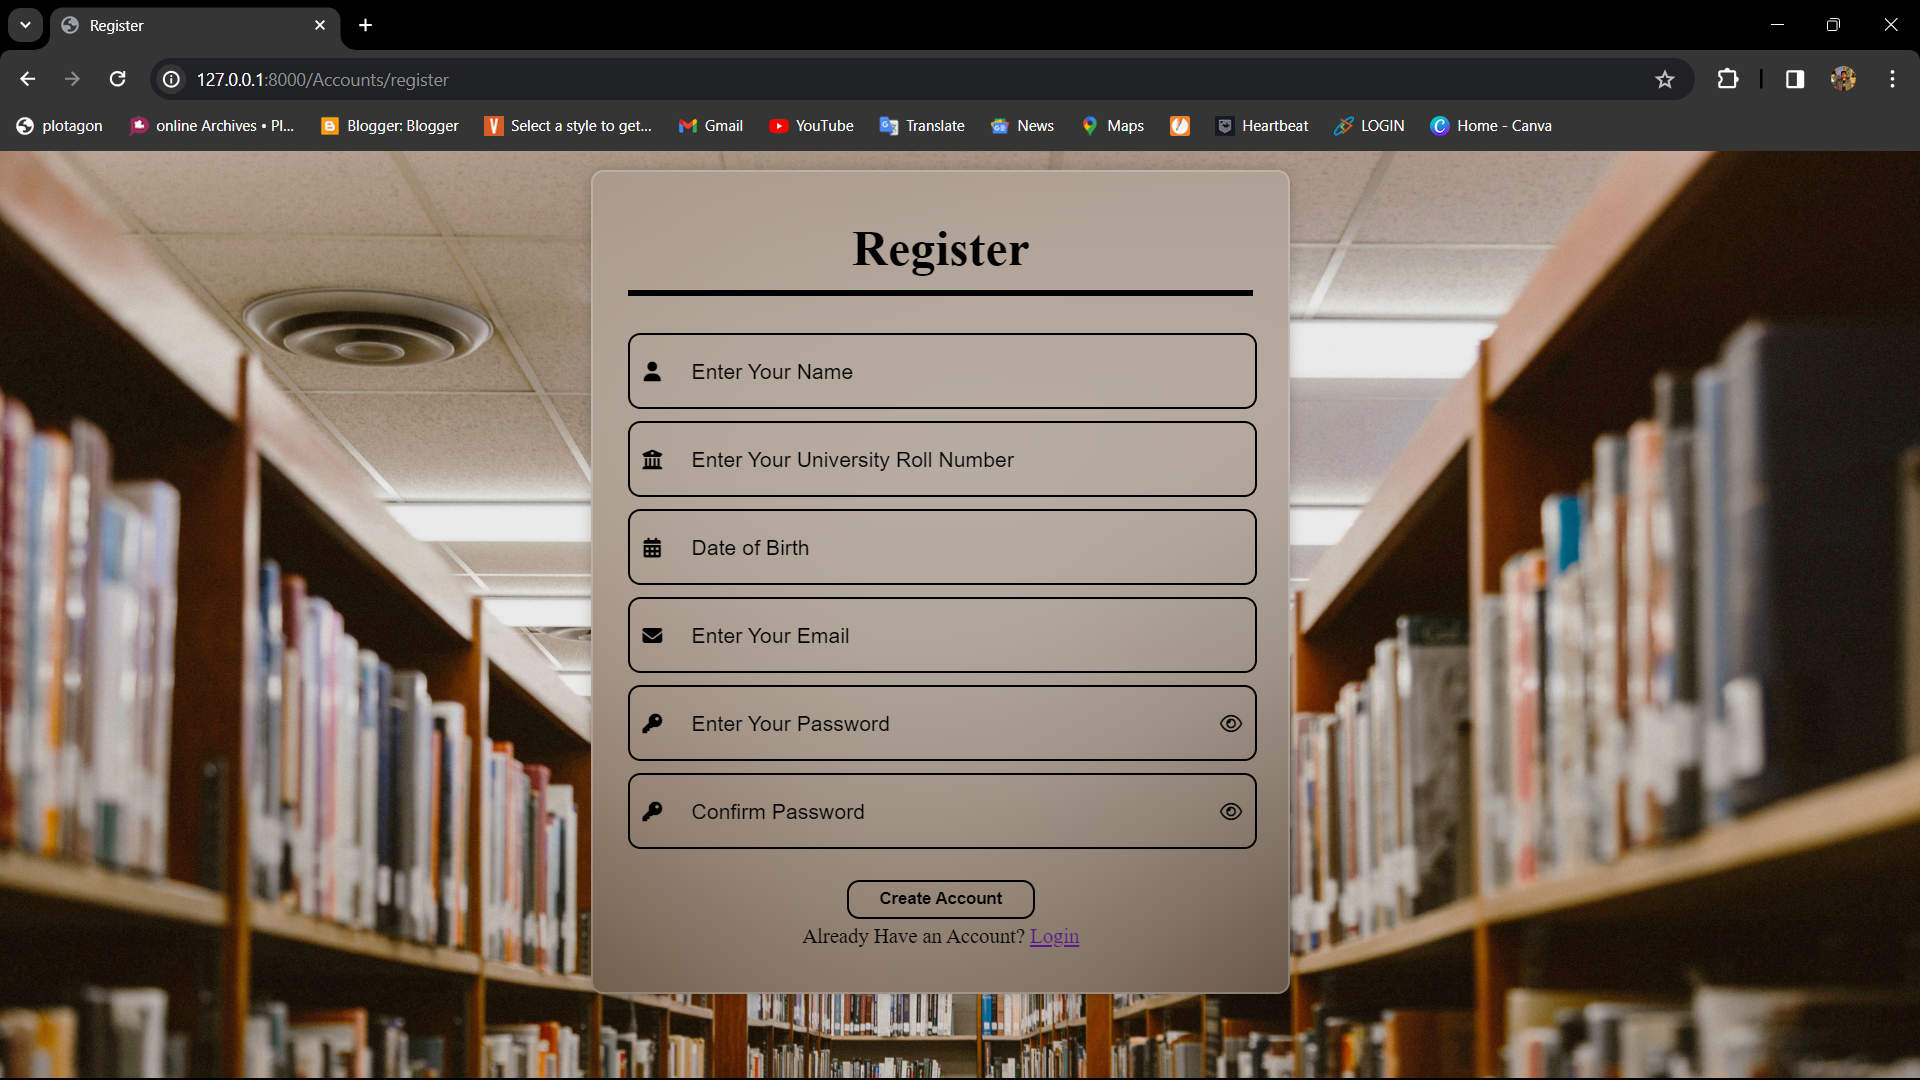 Register
127.0.0.1:8000/Accounts/register
plotagon
online Archives • Pl...
Blogger: Blogger
Select a style to get...
Gmail
YouTube
Translate
News
Maps
Heartbeat
LOGIN
Home - Canva
Register
Enter Your Name
Enter Your University Roll Number
Date of Birth
Enter Your Email
Enter Your Password
Confirm Password
Create Account
Already Have an Account? Login